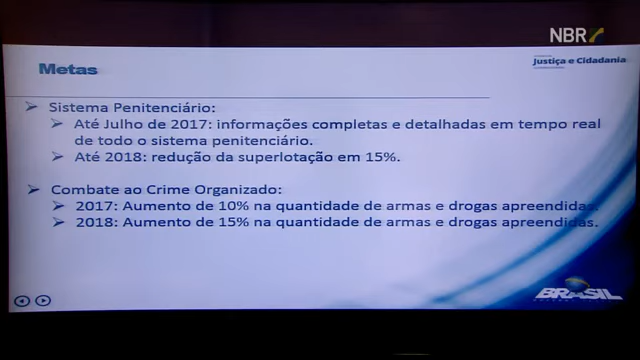 NBR
Justiça e Cidadania
Metas
Sistema Penitenciário:
Até Julho de 2017: informações completas e detalhadas em tempo real
de todo o sistema penitenciário.
Até 2018: redução da superlotação em 15%.
Combate ao Crime Organizado:
2017: Aumento de 10% na quantidade de armas e drogas apreendidas.
2018: Aumento de 15% na quantidade de armas e drogas apreendidas.
BRASIL